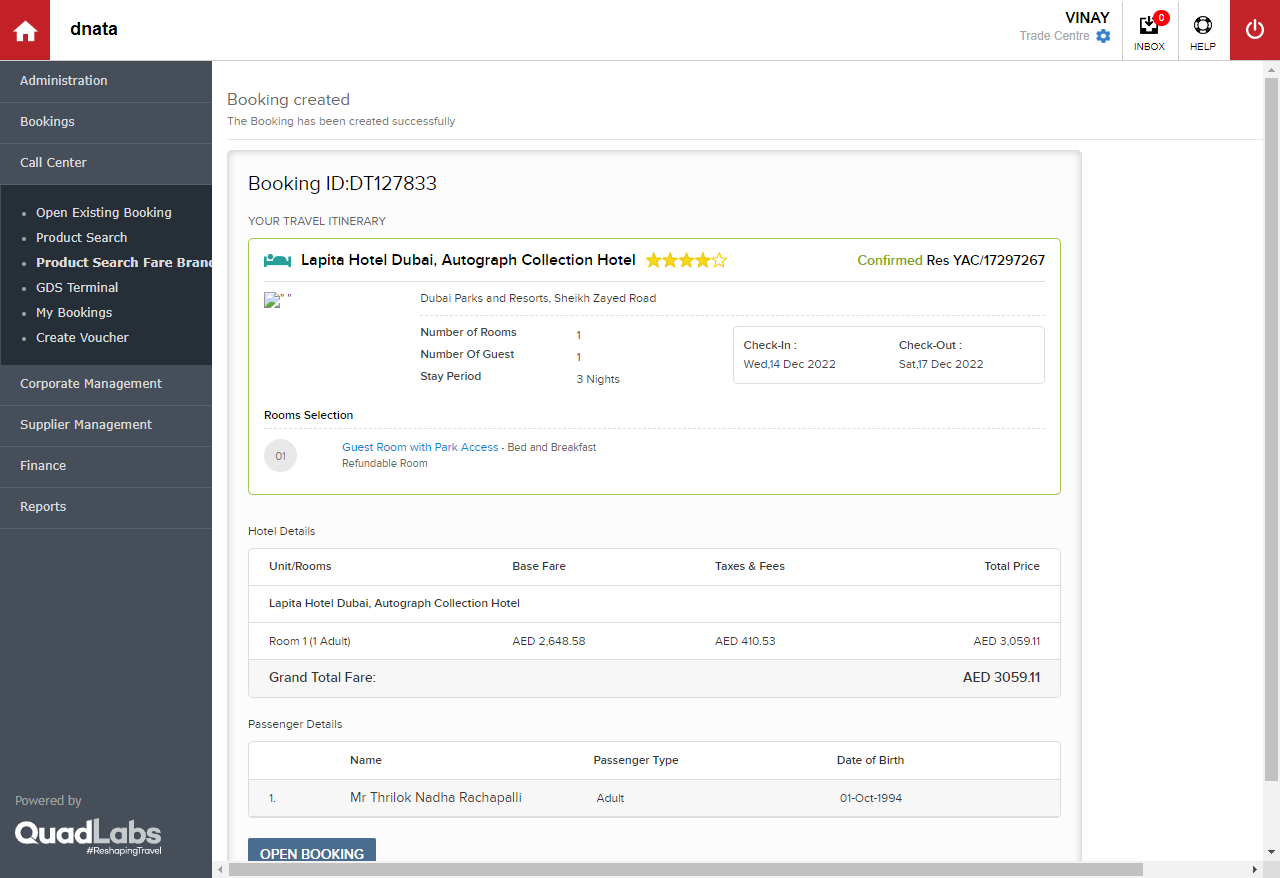 dnata
VINAY
Trade Centre
0
INBOX
HELP
Administration
Bookings
Call Center
Open Existing Booking
Product Search
Product Search Fare Bran
GDS Terminal
My Bookings
Create Voucher
Corporate Management
Supplier Management
Finance
Reports
Powered by
QuadLabs
#ReshapingTravel
Booking created
The Booking has been created successfully
Booking ID:DT127833
YOUR TRAVEL ITINERARY
Lapita Hotel Dubai, Autograph Collection Hotel
Confirmed Res YAC/17297267
" "
Dubai Parks and Resorts, Sheikh Zayed Road
Number of Rooms 1
Number Of Guest 1
Stay Period 3 Nights
Check-In : Check-Out :
Wed,14 Dec 2022 Sat,17 Dec 2022
Rooms Selection
01
Guest Room with Park Access - Bed and Breakfast
Refundable Room
Hotel Details
Unit/Rooms Base Fare Taxes & Fees Total Price
Lapita Hotel Dubai, Autograph Collection Hotel
Room 1 (1 Adult) AED 2,648.58 AED 410.53 AED 3,059.11
Grand Total Fare: AED 3059.11
Passenger Details
Name Passenger Type Date of Birth
1. Mr Thrilok Nadha Rachapalli Adult 01-Oct-1994
OPEN BOOKING